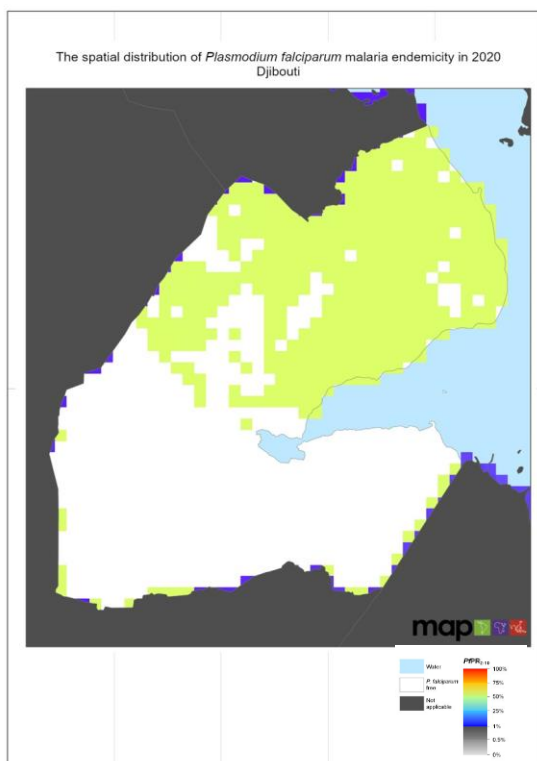 The spatial distribution of Plasmodium falciparum malaria endemicity in 2020
Djibouti
map
Water
P. falciparum
free
Not
applicable
100%
75%
50%
25%
1%
0.5%
0%